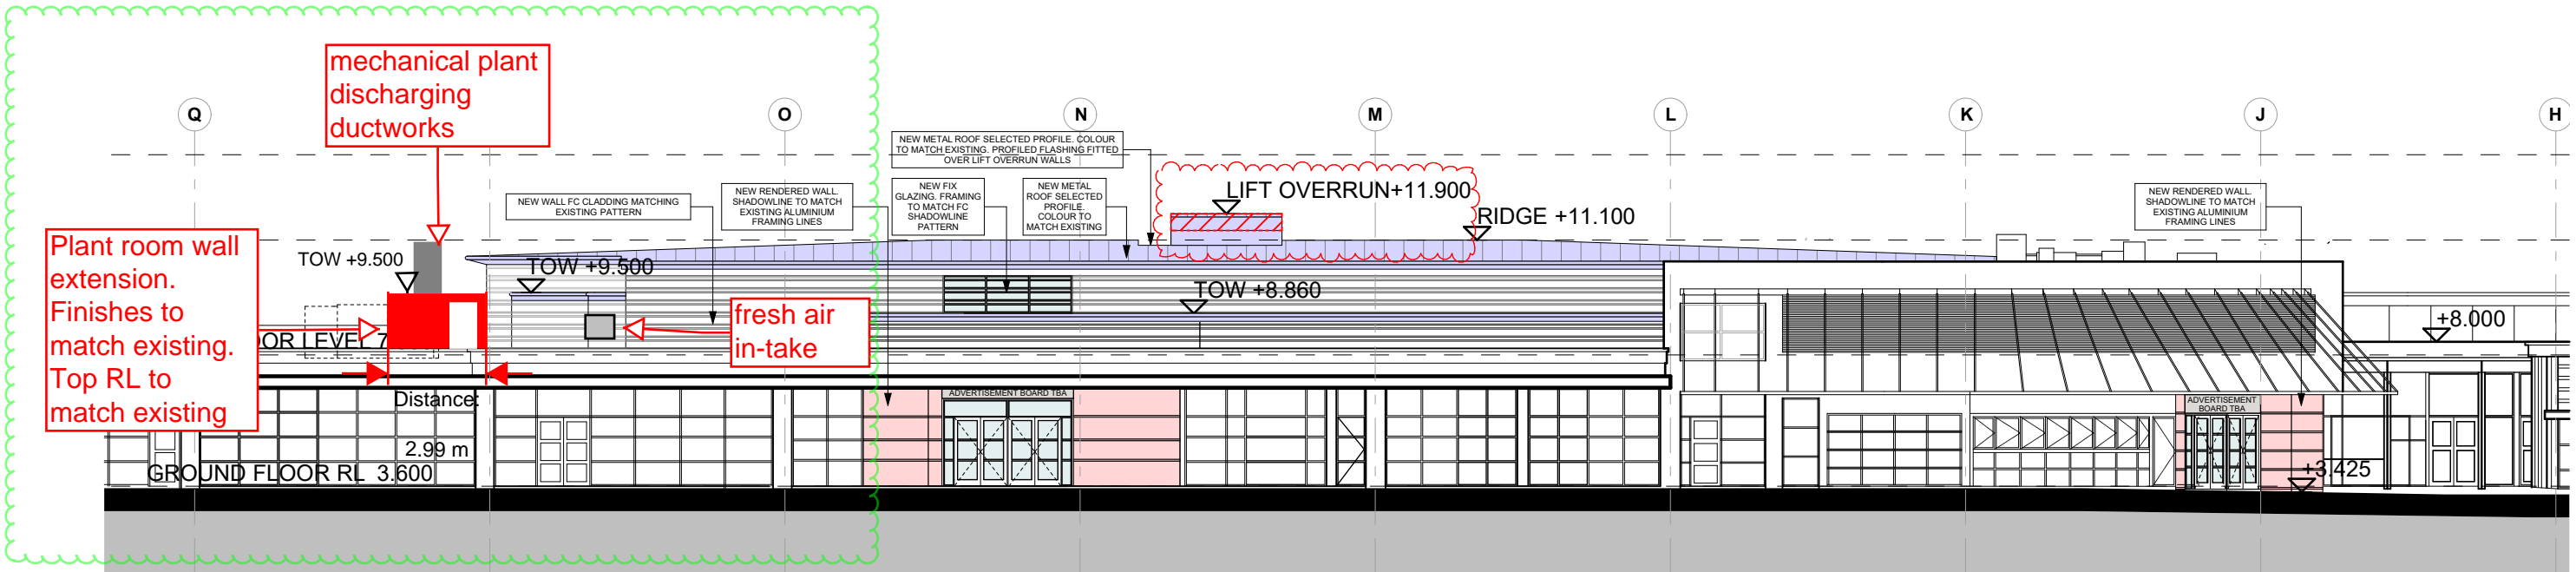 mechanical plant
discharging
ductworks
Q
O
N
M
L
K
J
H
NEW METAL ROOF SELECTED PROFILE. COLOUR
TO MATCH EXISTING. PROFILED FLASHING FITTED
OVER LIFT OVERRUN WALLS
NEW WALL FC CLADDING MATCHING
EXISTING PATTERN
NEW RENDERED WALL.
SHADOWLINE TO MATCH
EXISTING ALUMINIUM
FRAMING LINES
NEW FIX
GLAZING. FRAMING
TO MATCH FC
SHADOWLINE
PATTERN
NEW METAL
ROOF SELECTED
PROFILE.
COLOUR TO
MATCH EXISTING
LIFT OVERRUN+11.900
RIDGE +11.100
NEW RENDERED WALL.
SHADOWLINE TO MATCH
EXISTING ALUMINIUM
FRAMING LINES
Plant room wall
extension.
Finishes to
match existing.
Top RL to
match existing
TOW +9.500
TOW +9.500
TOW +8.860
fresh air
in-take
+8.000
OOR LEVEL 7
Distance:
2.99 m
ADVERTISEMENT BOARD TBA
ADVERTISEMENT
BOARD TBA
GROUND FLOOR RL 3.600
+3.425